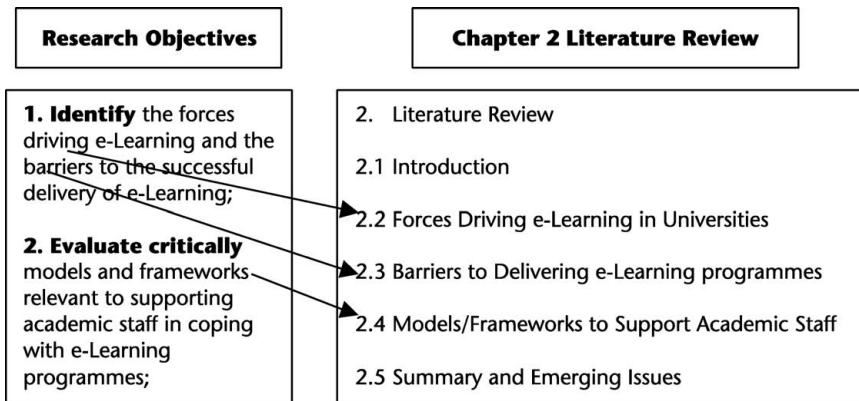 Research Objectives
Chapter 2 Literature Review
1. Identify the forces
driving e-Learning and the
barriers to the successful
delivery of e-Learning;
2. Evaluate critically
models and frameworks
relevant to supporting
academic staff in coping
with e-Learning
programmes;
2. Literature Review
2.1 Introduction
2.2 Forces Driving e-Learning in Universities
2.3 Barriers to Delivering e-Learning programmes
2.4 Models/Frameworks to Support Academic Staff
2.5 Summary and Emerging Issues